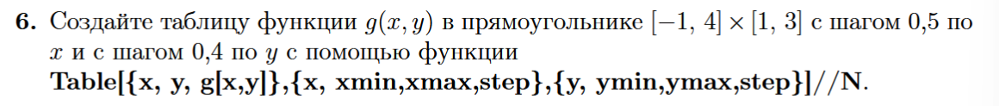 6. Создайте таблицу функции g(x, y) в прямоугольнике [−1, 4] × [1, 3] с шагом 0,5 по
x и с шагом 0,4 по y с помощью функции
Table[{x, y, g[x,y]},{x, xmin,xmax,step},{y, ymin,ymax,step}]//N.